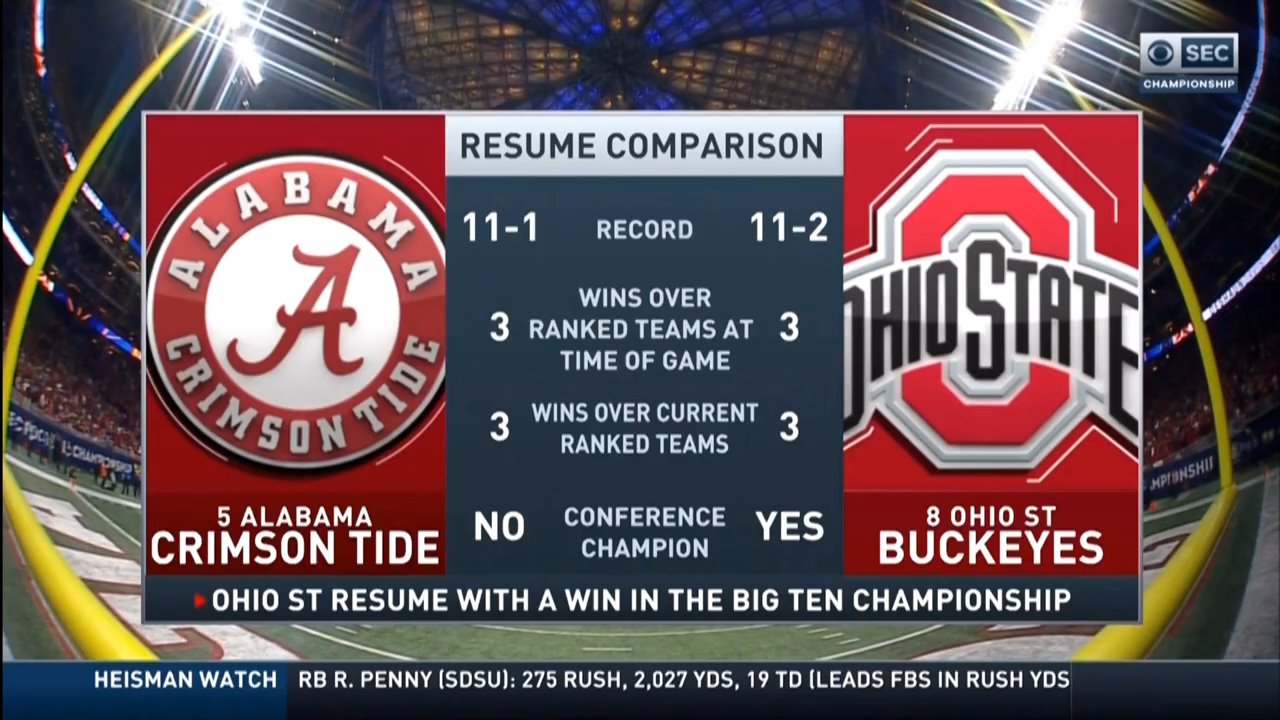 SEC
CHAMPIONSHIP
RESUME COMPARISON
ALABAMA
CRIMSON TIDE
A
11-1 RECORD 11-2
3 WINS OVER 3
RANKED TEAMS AT
TIME OF GAME
3 WINS OVER CURRENT 3
RANKED TEAMS
NO CONFERENCE YES
CHAMPION
OHIO STATE
5 ALABAMA
CRIMSON TIDE
8 OHIO ST
BUCKEYES
OHIO ST RESUME WITH A WIN IN THE BIG TEN CHAMPIONSHIP
HEISMAN WATCH RB R. PENNY (SDSU): 275 RUSH, 2,027 YDS, 19 TD (LEADS FBS IN RUSH YDS